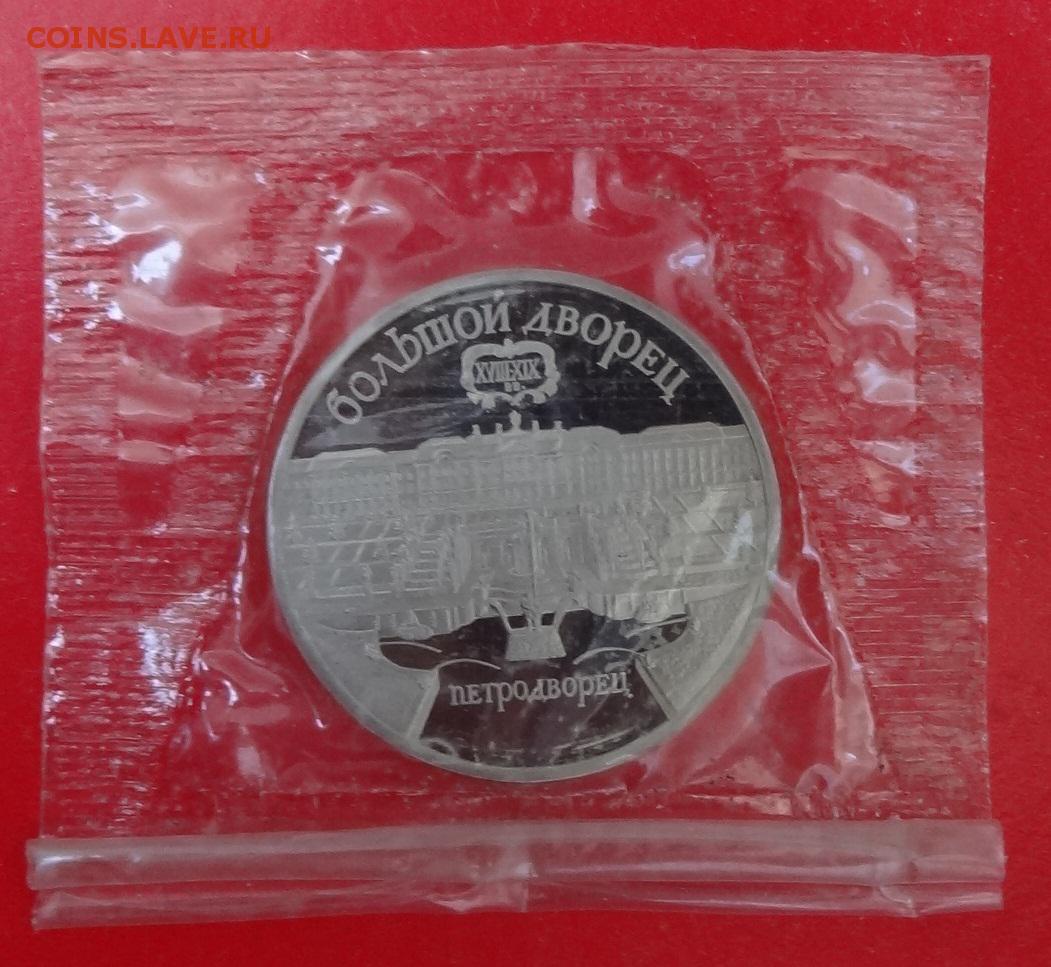 COINS.LAVE.RU
БОЛЬШОЙ ДВОРЕЦ
XVIII-XIX
ВВ.
ПЕТРОДВОРЕЦ